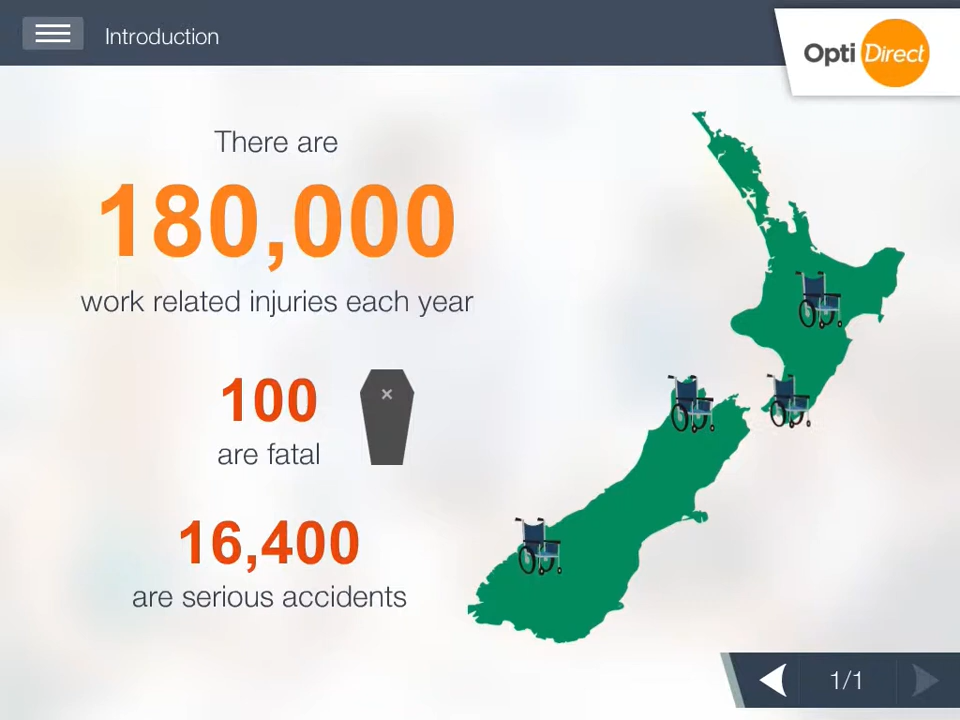 Introduction
Opti Direct
There are
180,000
work related injuries each year
100
are fatal
16,400
are serious accidents
1/1